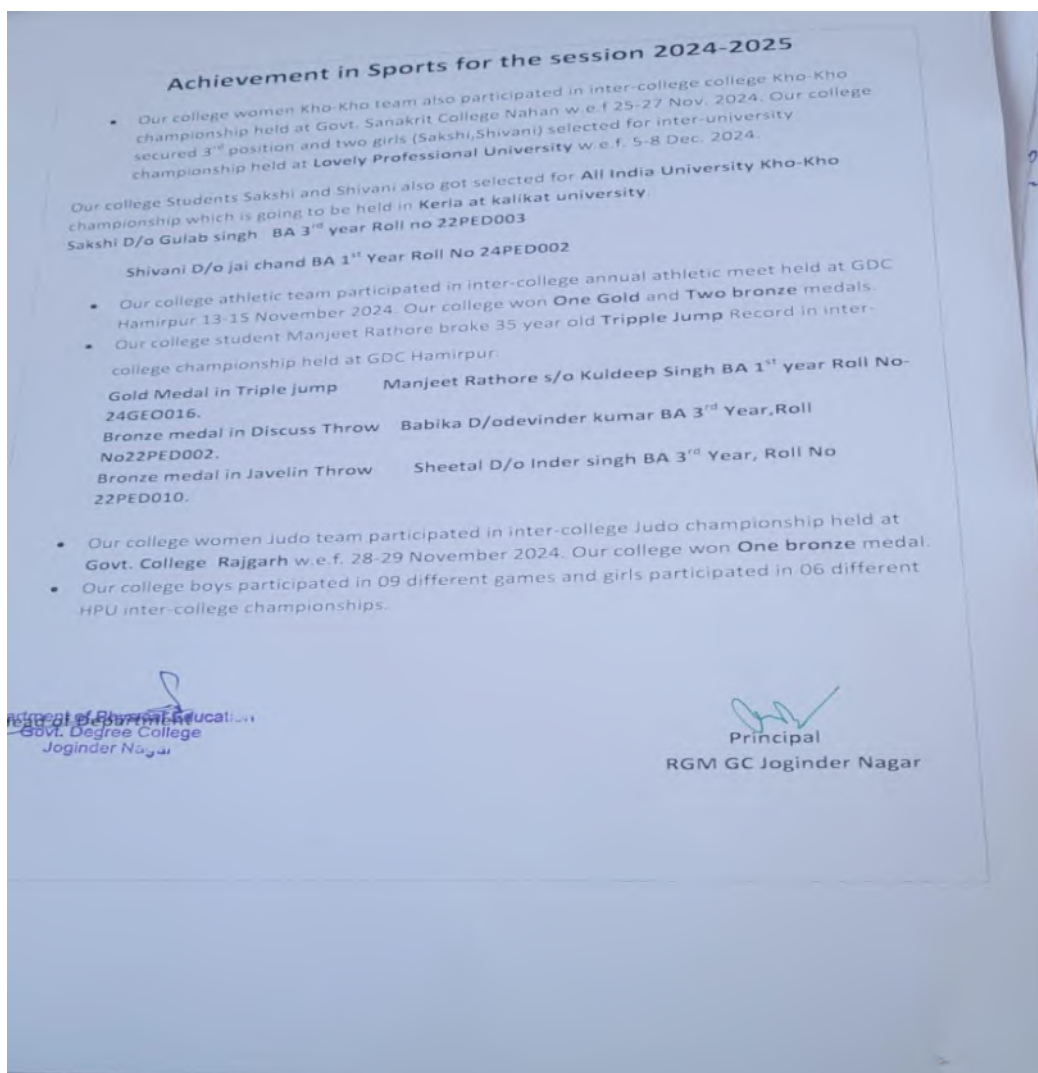 Achievement in Sports for the session 2024-2025
• Our college women Kho-Kho team also participated in inter-college college Kho-Kho
championship held at Govt. Sanakrit College Nahan w.e.f 25-27 Nov. 2024. Our college
secured 3rd position and two girls (Sakshi,Shivani) selected for inter-university
championship held at Lovely Professional University w.e.f. 5-8 Dec. 2024.
Our college Students Sakshi and Shivani also got selected for All India University Kho-Kho
championship which is going to be held in Kerla at kalikat university.
Sakshi D/o Gulab singh BA 3rd year Roll no 22PED003
Shivani D/o jai chand BA 1st Year Roll No 24PED002
• Our college athletic team participated in inter-college annual athletic meet held at GDC
Hamirpur 13-15 November 2024. Our college won One Gold and Two bronze medals.
• Our college student Manjeet Rathore broke 35 year old Tripple Jump Record in inter-
college championship held at GDC Hamirpur.
Gold Medal in Triple jump Manjeet Rathore s/o Kuldeep Singh BA 1st year Roll No-
24GEO016.
Bronze medal in Discuss Throw Babika D/odevinder kumar BA 3rd Year,Roll
No22PED002.
Bronze medal in Javelin Throw Sheetal D/o Inder singh BA 3rd Year, Roll No
22PED010.
• Our college women Judo team participated in inter-college Judo championship held at
Govt. College Rajgarh w.e.f. 28-29 November 2024. Our college won One bronze medal.
• Our college boys participated in 09 different games and girls participated in 06 different
HPU inter-college championships.
of Department
Govt. Degree College
Joginder Nagar
Principal
RGM GC Joginder Nagar